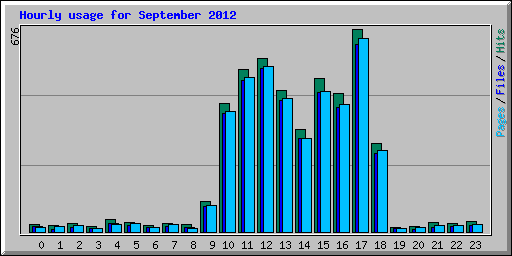 Hourly usage for September 2012
676
Pages/Files/Hits
0 1 2 3 4 5 6 7 8 9 10 11 12 13 14 15 16 17 18 19 20 21 22 23